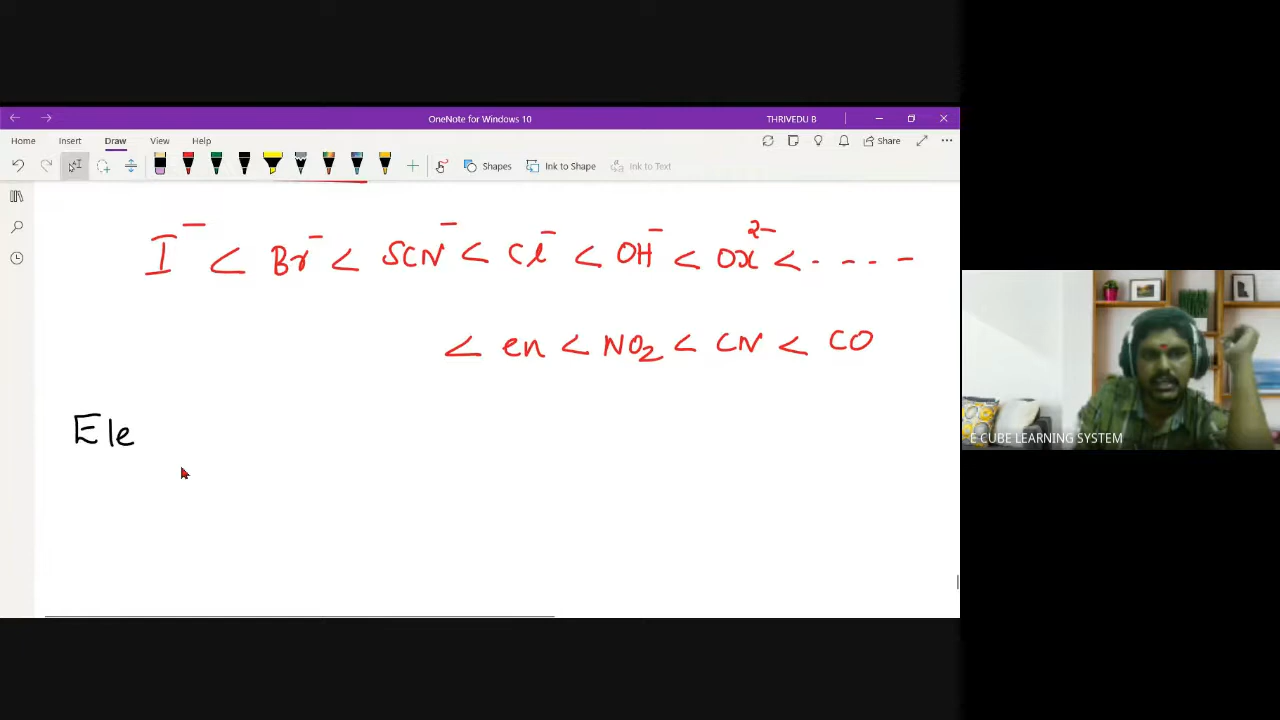 OneNote for Windows 10
THRIVEDU B
Home Insert Draw View Help
Share
Shapes Ink to Shape Ink to Text
I⁻ < Br⁻ < SCN⁻ < Cl⁻ < OH⁻ < Ox²⁻ < · - - -
< en < NO₂ < CN < CO
Ele
E CUBE LEARNING SYSTEM